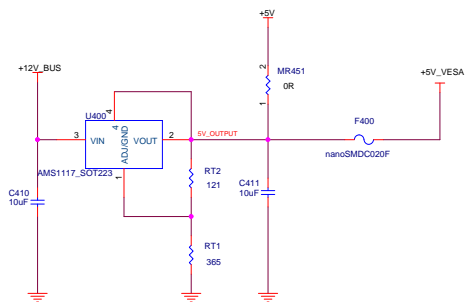 +5V
+12V_BUS
+5V_VESA
2
MR451
0R
1
U400
4
4
3
VIN
ADJ/GND
VOUT
2
5V_OUTPUT
F400
nanoSMDC020F
AMS1117_SOT223
1
RT2
121
C410
10uF
C411
10uF
RT1
365